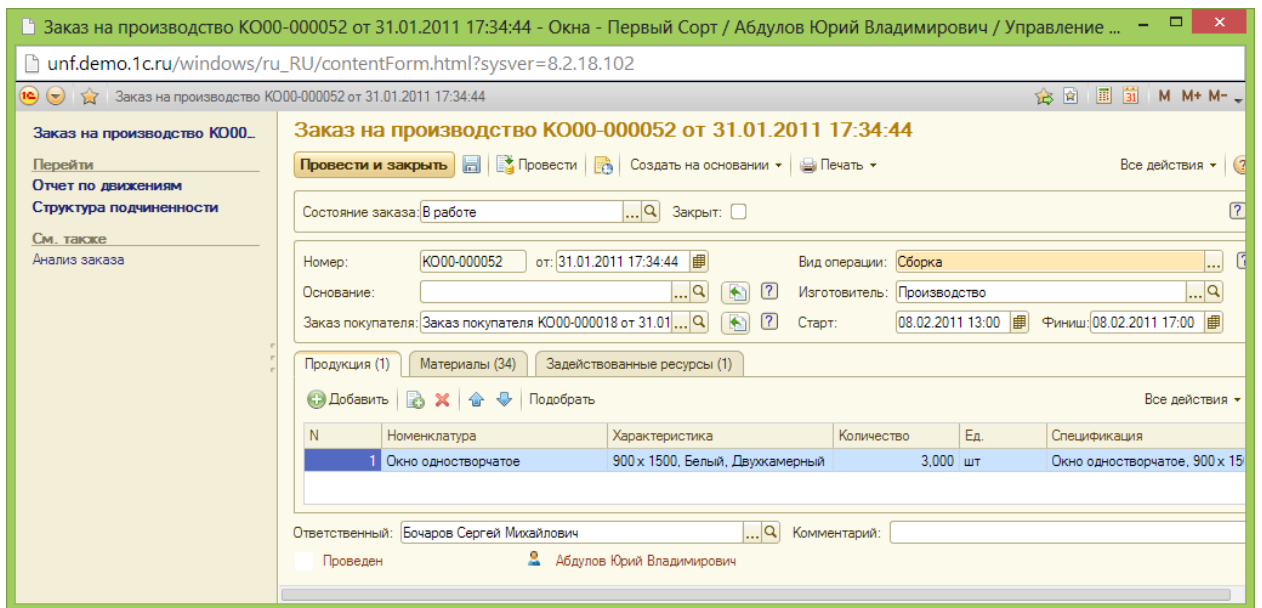 Заказ на производство КО00-000052 от 31.01.2011 17:34:44 - Окна - Первый Сорт / Абдулов Юрий Владимирович / Управление ...
unf.demo.1c.ru/windows/ru_RU/contentForm.html?sysver=8.2.18.102
Заказ на производство КО00-000052 от 31.01.2011 17:34:44 M M+ M-
Заказ на производство КО00...
Перейти
Отчет по движениям
Структура подчиненности
См. также
Анализ заказа
Заказ на производство КО00-000052 от 31.01.2011 17:34:44
Провести и закрыть Провести Создать на основании Печать Все действия ?
Состояние заказа: В работе ... Закрыт: ?
Номер: КО00-000052 от: 31.01.2011 17:34:44 Вид операции: Сборка ...
Основание: ... ? Изготовитель: Производство ...
Заказ покупателя: Заказ покупателя КО00-000018 от 31.01 ... ? Старт: 08.02.2011 13:00 Финиш: 08.02.2011 17:00
Продукция (1) Материалы (34) Задействованные ресурсы (1)
Добавить Подобрать Все действия
N Номенклатура Характеристика Количество Ед. Спецификация
1 Окно одностворчатое 900 x 1500, Белый, Двухкамерный 3,000 шт Окно одностворчатое, 900 x 15
Ответственный: Бочаров Сергей Михайлович ... Комментарий:
Проведен Абдулов Юрий Владимирович